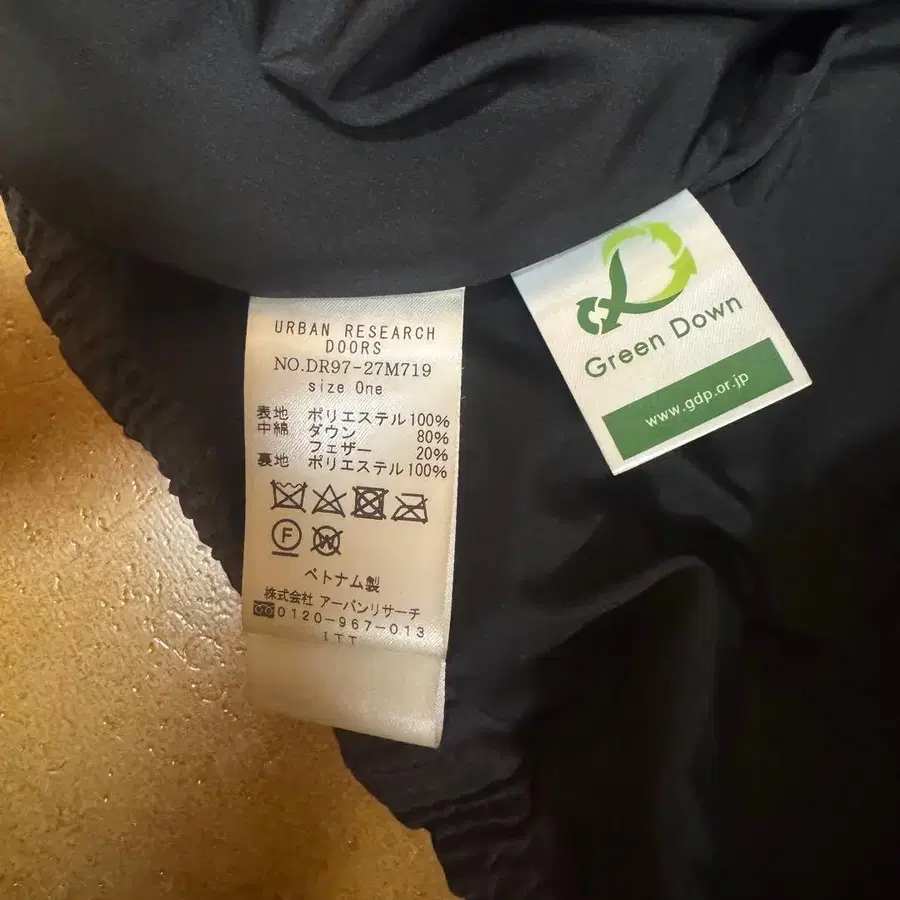 URBAN RESEARCH
DOORS
NO.DR97-27M719
size One
表地 ポリエステル100%
中綿 ダウン 80%
フェザー 20%
裏地 ポリエステル100%
F
W
ベトナム製
株式会社 アーバンリサーチ
0120-967-013
ITT
Green Down
www.gdp.or.jp